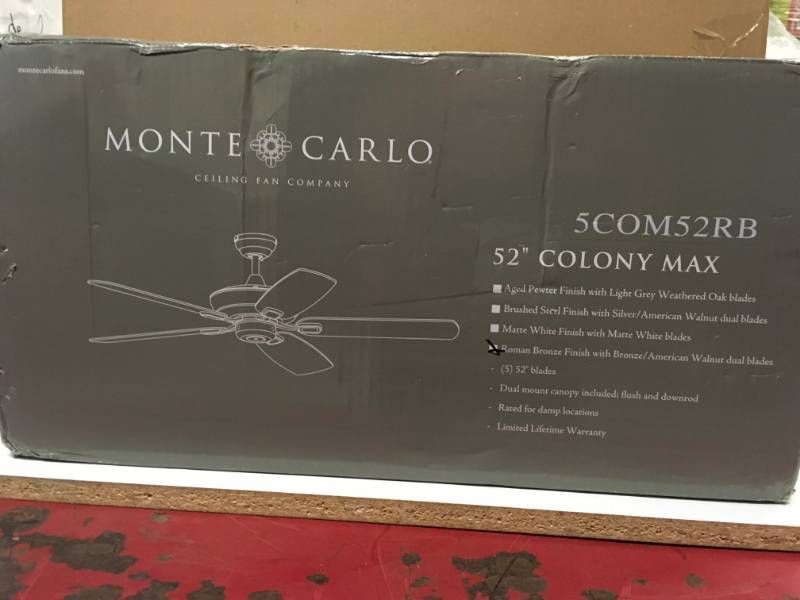 montecarlofans.com
MONTE CARLO
CEILING FAN COMPANY
5COM52RB
52" COLONY MAX
Aged Pewter Finish with Light Grey Weathered Oak blades
Brushed Steel Finish with Silver/American Walnut dual blades
Matte White Finish with Matte White blades
Roman Bronze Finish with Bronze/American Walnut dual blades
- (5) 52" blades
- Dual mount canopy included; flush and downrod
- Rated for damp locations
- Limited Lifetime Warranty